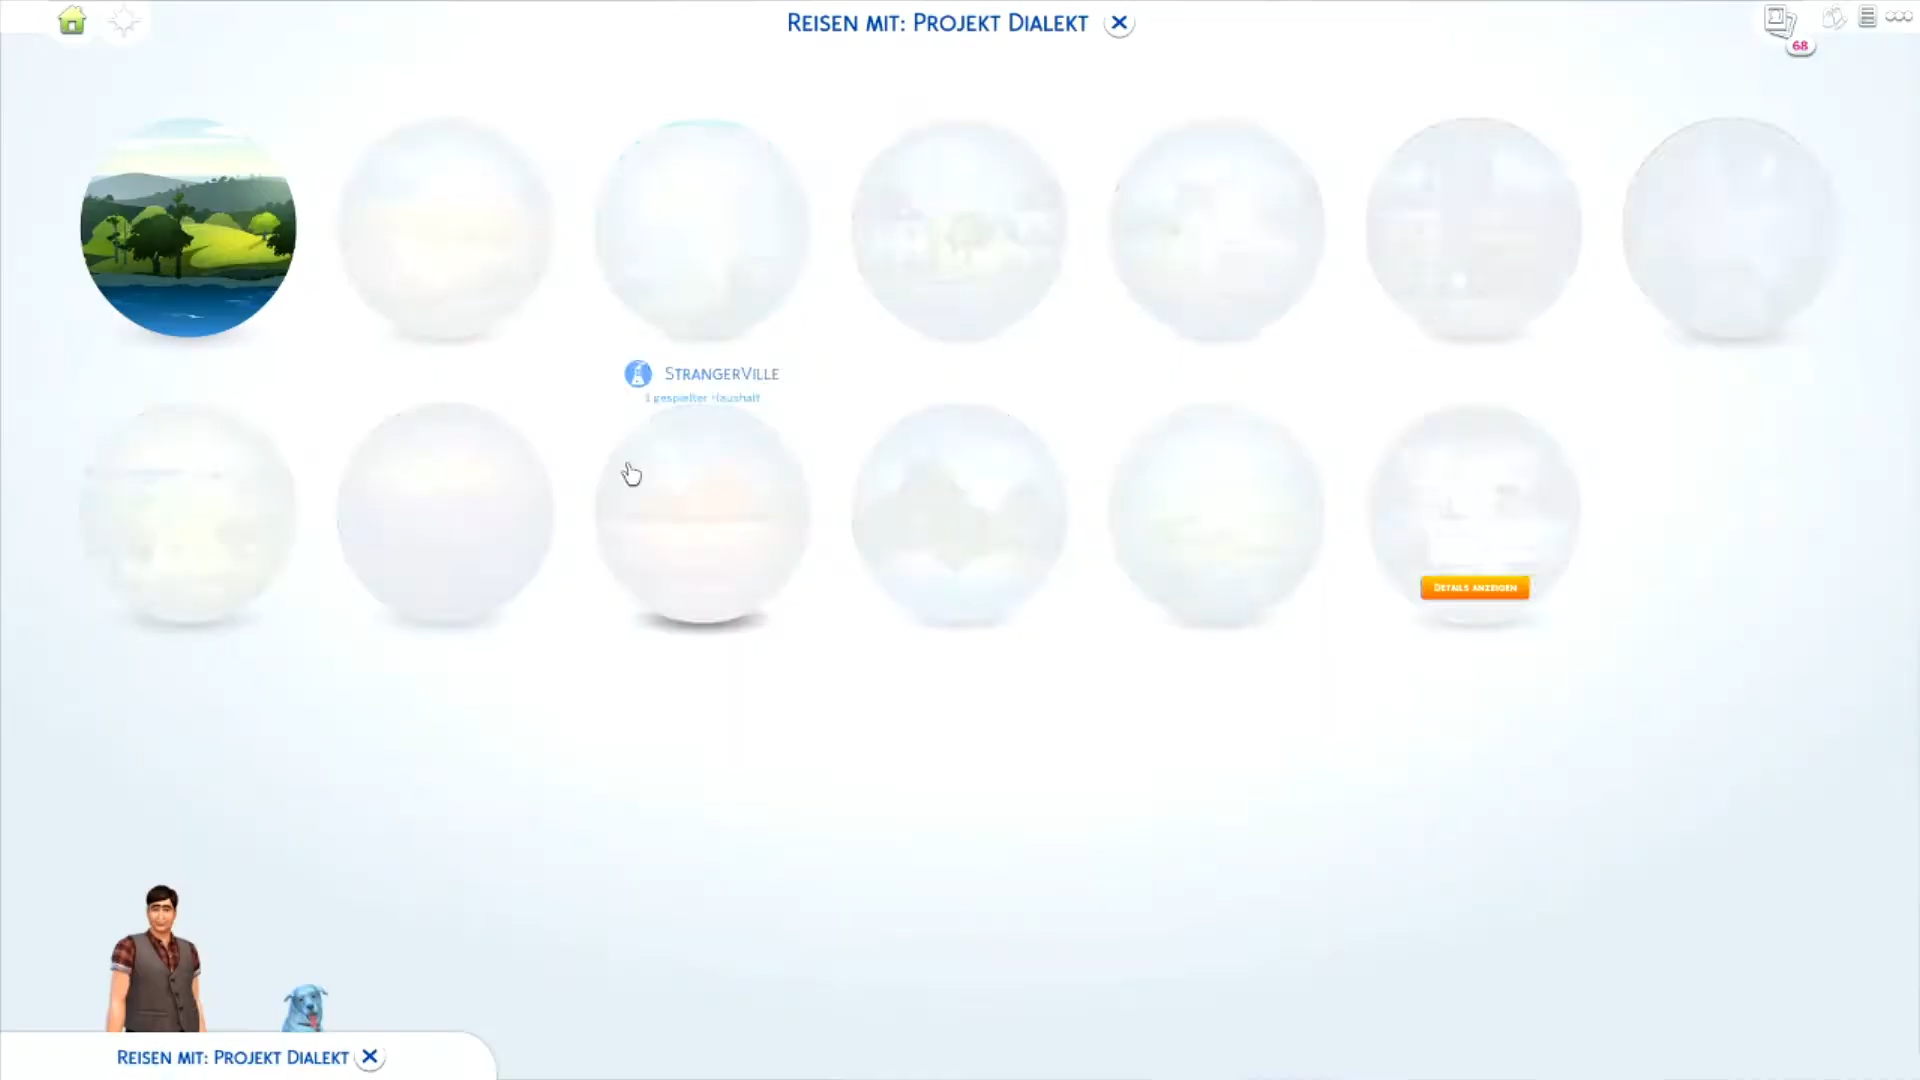 REISEN MIT: PROJEKT DIALEKT
68
STRANGERVILLE
1 gespielter Haushalt
DETAILS ANZEIGEN
REISEN MIT: PROJEKT DIALEKT